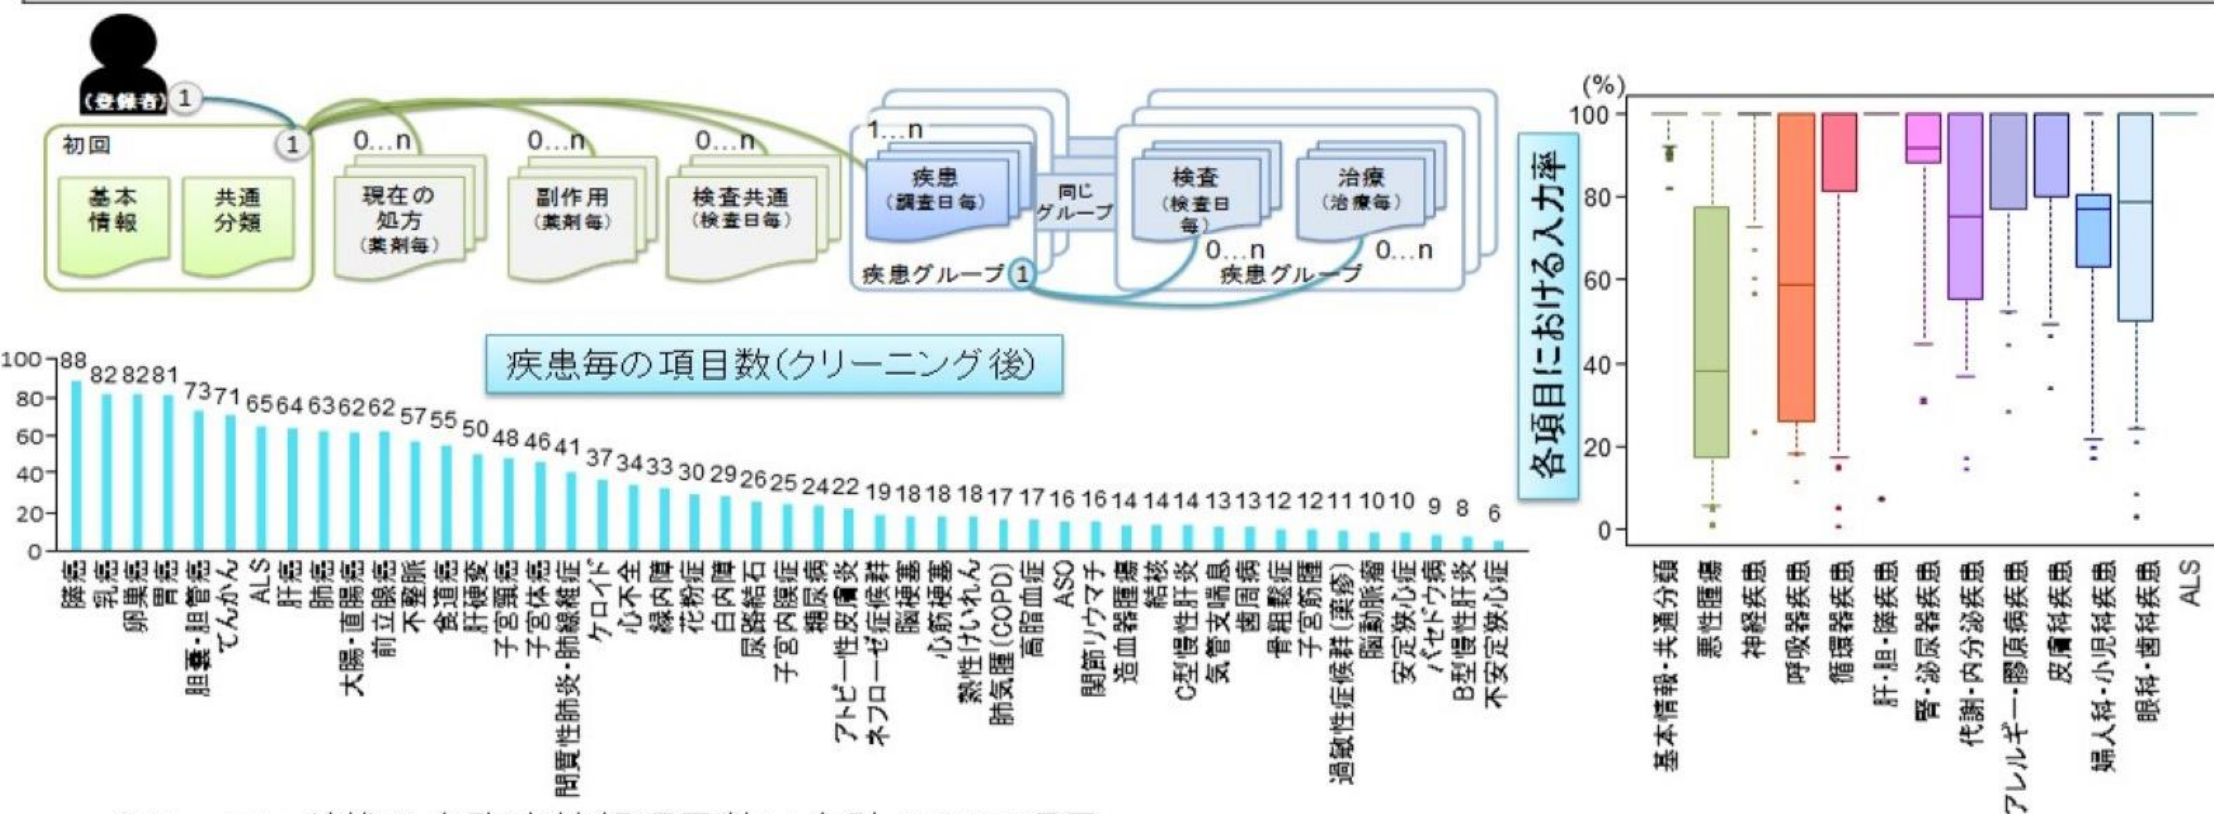 (登録者)
1
初回
1
基本
情報
共通
分類
0…n
現在の
処方
(薬剤毎)
0…n
副作用
(薬剤毎)
0…n
検査共通
(検査日毎)
1…n
疾患
(調査日毎)
疾患グループ
1
同じ
グループ
検査
(検査日
毎)
0…n
治療
(治療毎)
0…n
疾患グループ
疾患毎の項目数(クリーニング後)
100
80
60
40
20
0
88 82 82 81 73 71 65 64 63 62 62 57 55 50 48 46 41 37 34 33 30 29 26 25 24 22 19 18 18 18 17 17 16 16 14 14 14 13 13 12 12 11 10 10 9 8 6
膵癌
乳癌
卵巣癌
胃癌
胆嚢・胆管癌
てんかん
ALS
肝癌
肺癌
大腸・直腸癌
前立腺癌
不整脈
食道癌
肝硬変
子宮頸癌
子宮体癌
間質性肺炎・肺線維症
ケロイド
心不全
緑内障
花粉症
白内障
尿路結石
子宮内膜症
糖尿病
アトピー性皮膚炎
ネフローゼ症候群
脳梗塞
心筋梗塞
熱性けいれん
肺気腫(COPD)
高脂血症
ASO
関節リウマチ
造血器腫瘍
結核
C型慢性肝炎
気管支喘息
歯周病
骨粗鬆症
子宮筋腫
過敏性症候群(薬疹)
脳動脈瘤
安定狭心症
バセドウ病
B型慢性肝炎
不安定狭心症
各項目における入力率
(%)
100
80
60
40
20
0
基本情報・共通分類
悪性腫瘍
神経疾患
呼吸器疾患
循環器疾患
肝・胆・膵疾患
腎・泌尿器疾患
代謝・内分泌疾患
アレルギー・膠原病疾患
皮膚科疾患
婦人科・小児科疾患
眼科・歯科疾患
ALS